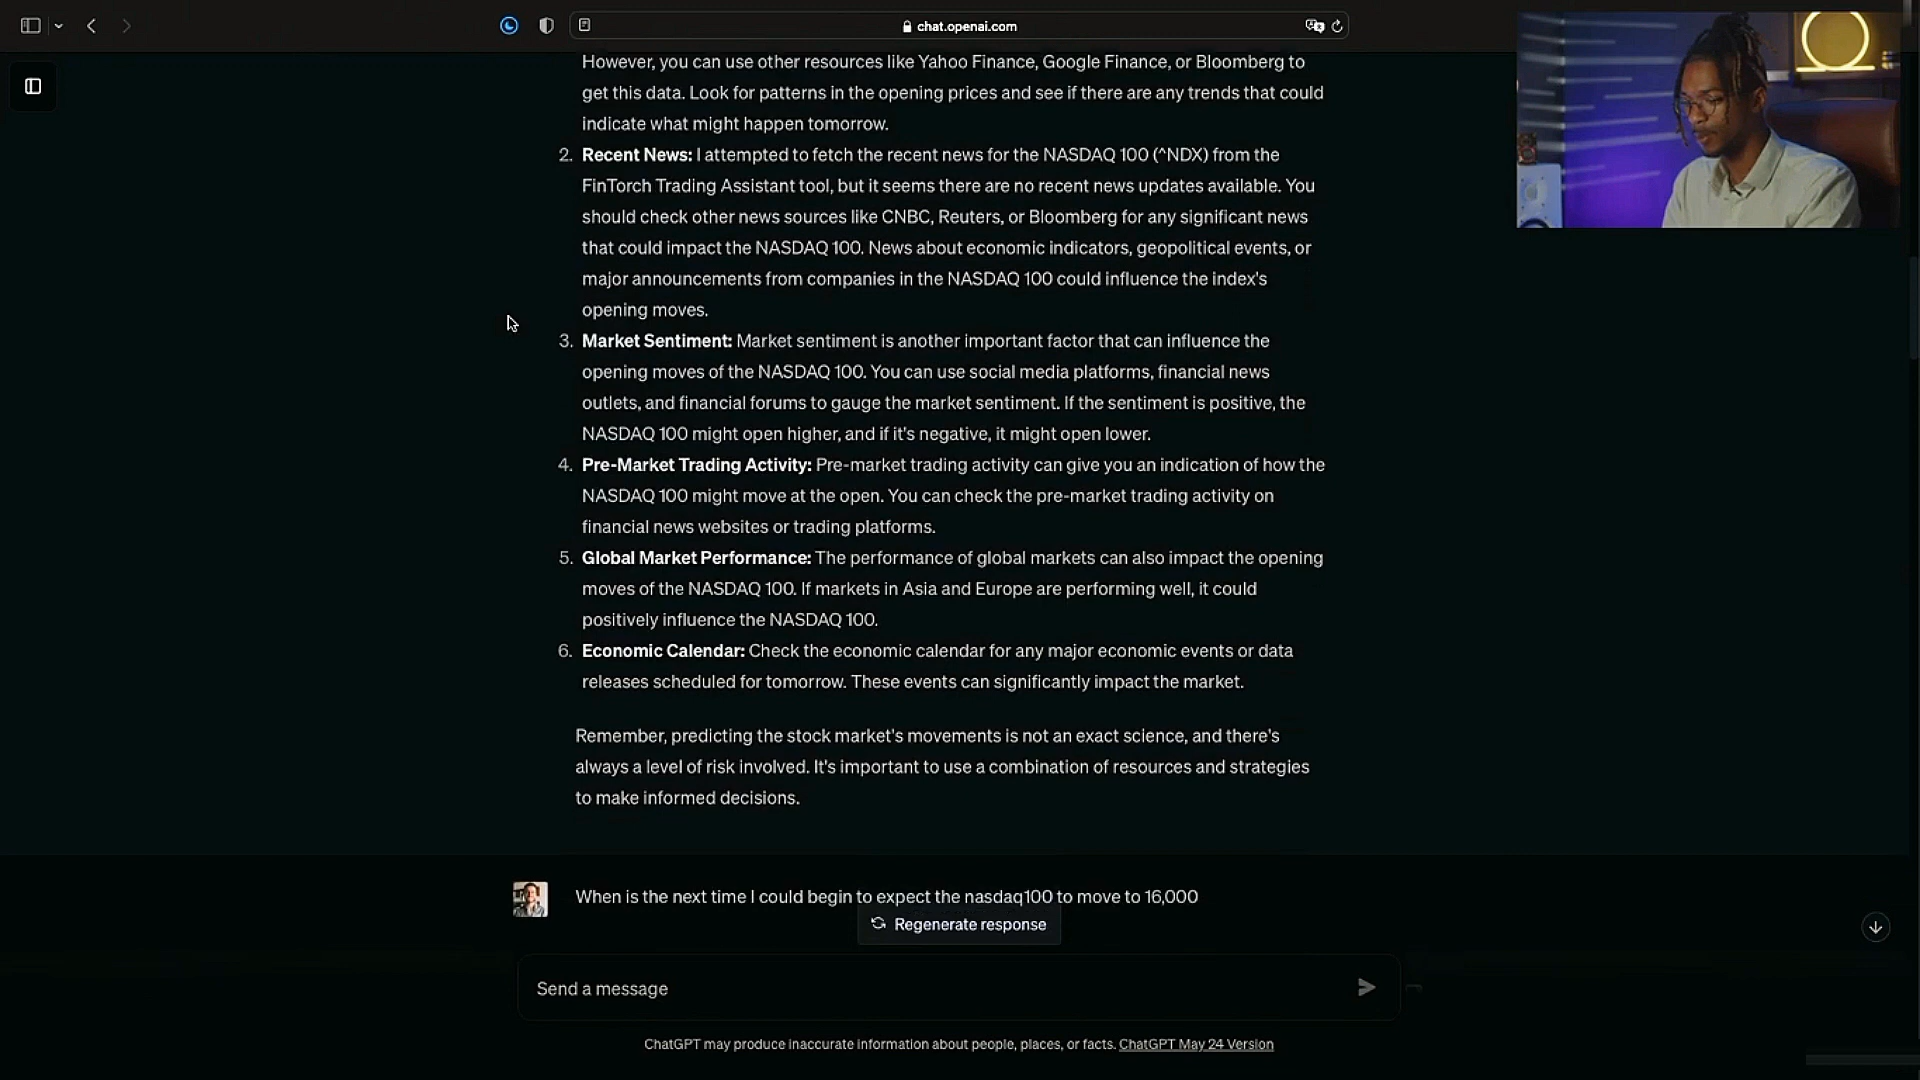 chat.openai.com
However, you can use other resources like Yahoo Finance, Google Finance, or Bloomberg to
get this data. Look for patterns in the opening prices and see if there are any trends that could
indicate what might happen tomorrow.
2. Recent News: I attempted to fetch the recent news for the NASDAQ 100 (^NDX) from the
FinTorch Trading Assistant tool, but it seems there are no recent news updates available. You
should check other news sources like CNBC, Reuters, or Bloomberg for any significant news
that could impact the NASDAQ 100. News about economic indicators, geopolitical events, or
major announcements from companies in the NASDAQ 100 could influence the index's
opening moves.
3. Market Sentiment: Market sentiment is another important factor that can influence the
opening moves of the NASDAQ 100. You can use social media platforms, financial news
outlets, and financial forums to gauge the market sentiment. If the sentiment is positive, the
NASDAQ 100 might open higher, and if it's negative, it might open lower.
4. Pre-Market Trading Activity: Pre-market trading activity can give you an indication of how the
NASDAQ 100 might move at the open. You can check the pre-market trading activity on
financial news websites or trading platforms.
5. Global Market Performance: The performance of global markets can also impact the opening
moves of the NASDAQ 100. If markets in Asia and Europe are performing well, it could
positively influence the NASDAQ 100.
6. Economic Calendar: Check the economic calendar for any major economic events or data
releases scheduled for tomorrow. These events can significantly impact the market.
Remember, predicting the stock market's movements is not an exact science, and there's
always a level of risk involved. It's important to use a combination of resources and strategies
to make informed decisions.
When is the next time I could begin to expect the nasdaq100 to move to 16,000
Regenerate response
Send a message
ChatGPT may produce inaccurate information about people, places, or facts. ChatGPT May 24 Version